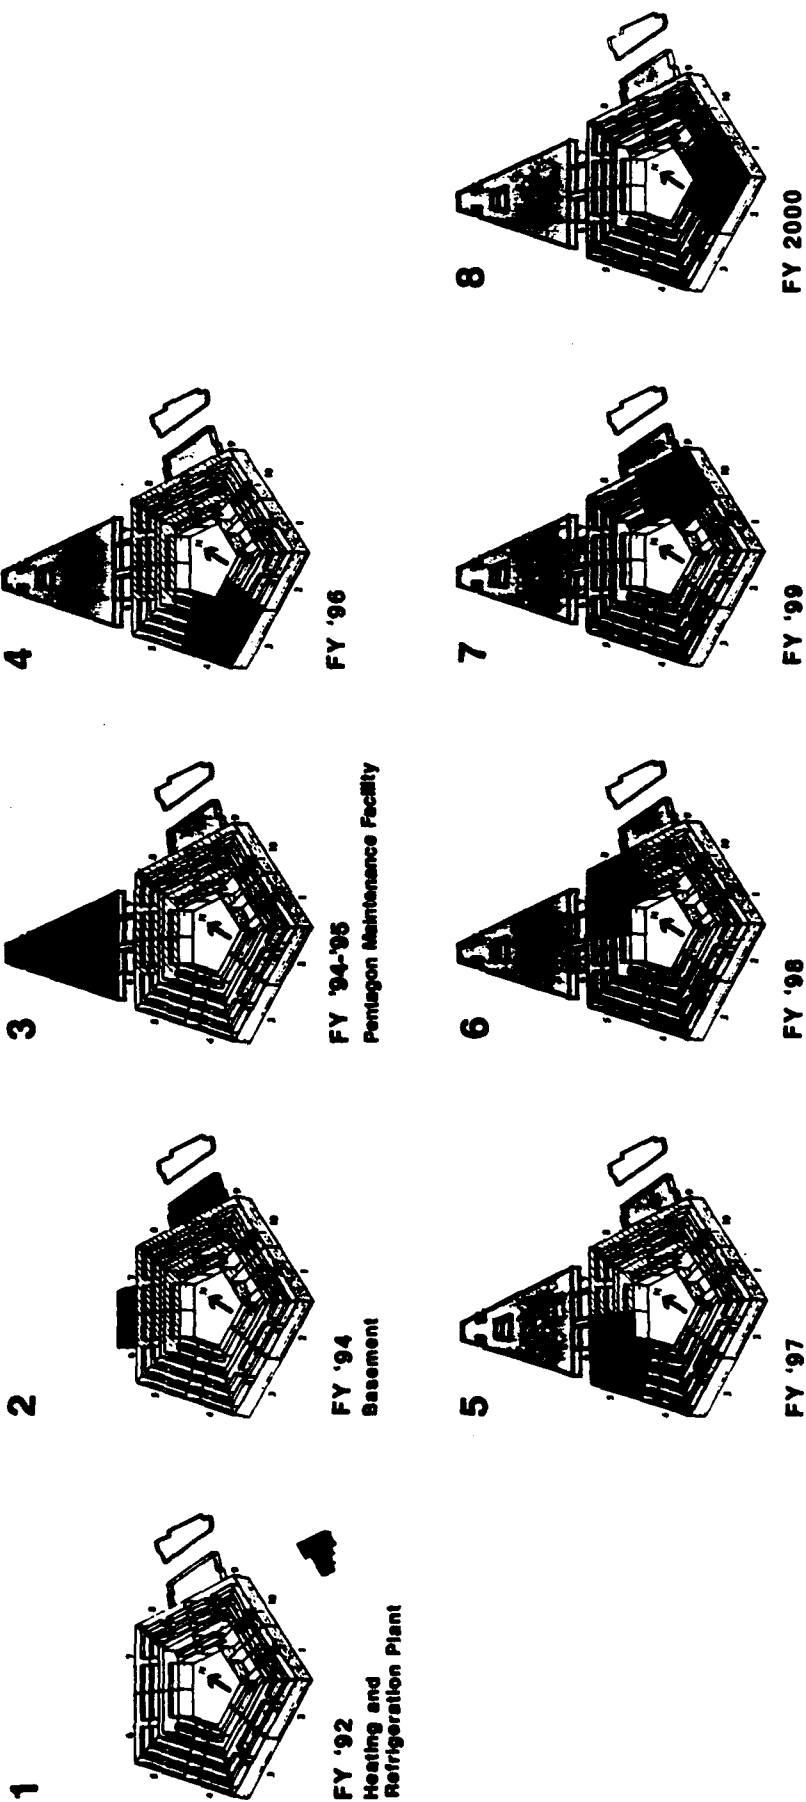 1
FY '92
Heating and
Refrigeration Plant
2
FY '94
Basement
3
FY '94-'95
Pentagon Maintenance Facility
4
FY '96
5
FY '97
6
FY '98
7
FY '99
8
FY 2000